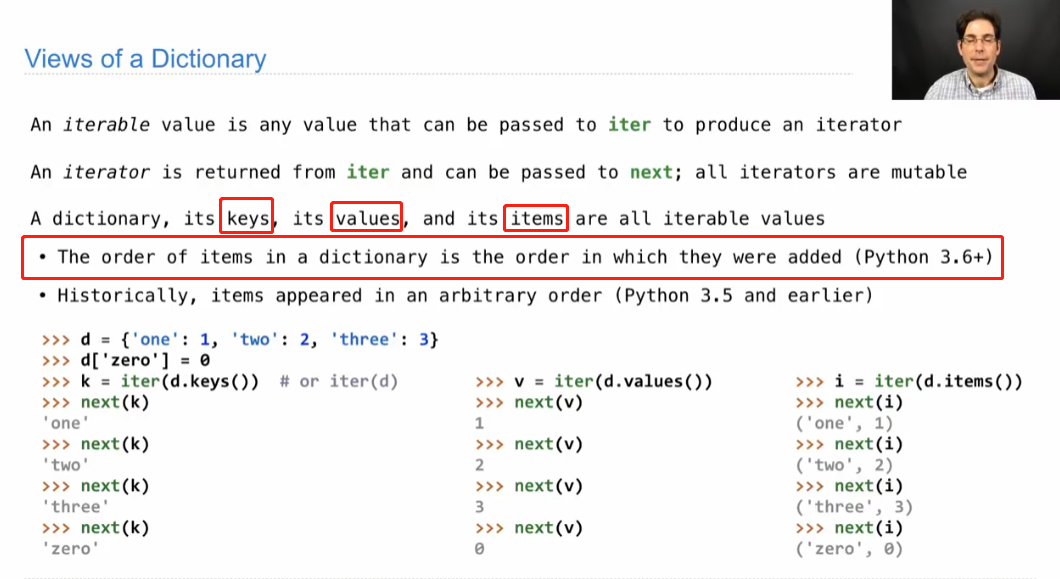 Views of a Dictionary
An iterable value is any value that can be passed to iter to produce an iterator
An iterator is returned from iter and can be passed to next; all iterators are mutable
A dictionary, its keys, its values, and its items are all iterable values
• The order of items in a dictionary is the order in which they were added (Python 3.6+)
• Historically, items appeared in an arbitrary order (Python 3.5 and earlier)
>>> d = {'one': 1, 'two': 2, 'three': 3}
>>> d['zero'] = 0
>>> k = iter(d.keys())  # or iter(d)
>>> next(k)
'one'
>>> next(k)
'two'
>>> next(k)
'three'
>>> next(k)
'zero'
>>> v = iter(d.values())
>>> next(v)
1
>>> next(v)
2
>>> next(v)
3
>>> next(v)
0
>>> i = iter(d.items())
>>> next(i)
('one', 1)
>>> next(i)
('two', 2)
>>> next(i)
('three', 3)
>>> next(i)
('zero', 0)